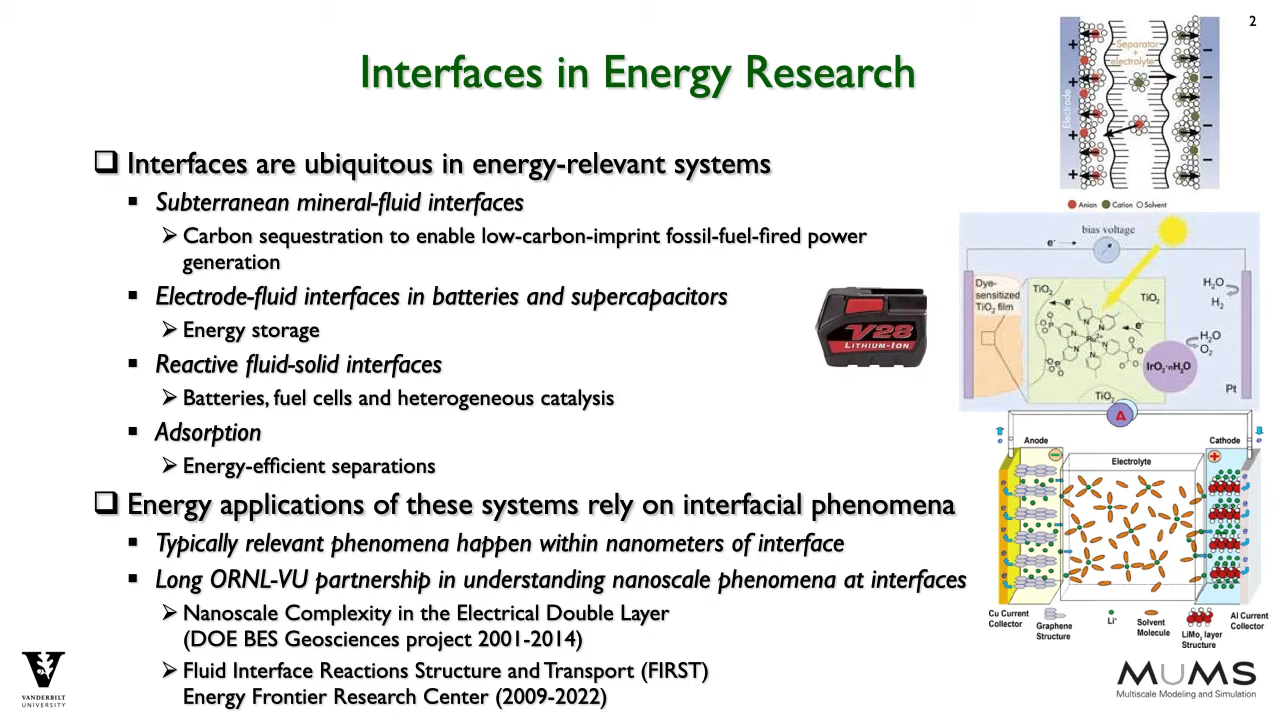 2
Interfaces in Energy Research
Interfaces are ubiquitous in energy-relevant systems
Subterranean mineral-fluid interfaces
Carbon sequestration to enable low-carbon-imprint fossil-fuel-fired power
generation
Electrode-fluid interfaces in batteries and supercapacitors
Energy storage
Reactive fluid-solid interfaces
Batteries, fuel cells and heterogeneous catalysis
Adsorption
Energy-efficient separations
Energy applications of these systems rely on interfacial phenomena
Typically relevant phenomena happen within nanometers of interface
Long ORNL-VU partnership in understanding nanoscale phenomena at interfaces
Nanoscale Complexity in the Electrical Double Layer
(DOE BES Geosciences project 2001-2014)
Fluid Interface Reactions Structure and Transport (FIRST)
Energy Frontier Research Center (2009-2022)
V28
LITHIUM-ION
Separator
+
electrolyte
Electrode
Anion Cation Solvent
bias voltage
e-
Dye-
sensitized
TiO2 film
TiO2
TiO2
e-
e-
Ru2+
H2O
H2
H2O
O2
IrO2·nH2O
Pt
TiO2
A
Anode
Cathode
Electrolyte
Cu Current
Collector
Graphene
Structure
Li+
Solvent
Molecule
LiMo2 layer
Structure
Al Current
Collector
V
VANDERBILT
UNIVERSITY
MUMS
Multiscale Modeling and Simulation